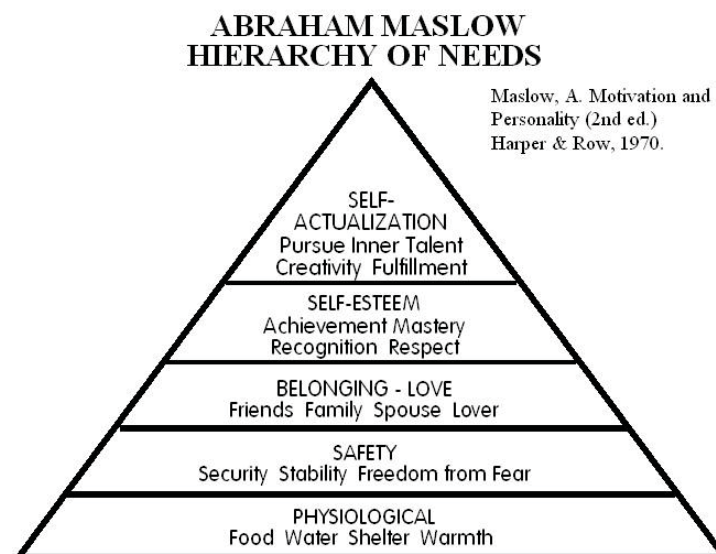 ABRAHAM MASLOW
HIERARCHY OF NEEDS
Maslow, A. Motivation and
Personality (2nd ed.)
Harper & Row, 1970.
SELF-
ACTUALIZATION
Pursue Inner Talent
Creativity Fulfillment
SELF-ESTEEM
Achievement Mastery
Recognition Respect
BELONGING - LOVE
Friends Family Spouse Lover
SAFETY
Security Stability Freedom from Fear
PHYSIOLOGICAL
Food Water Shelter Warmth